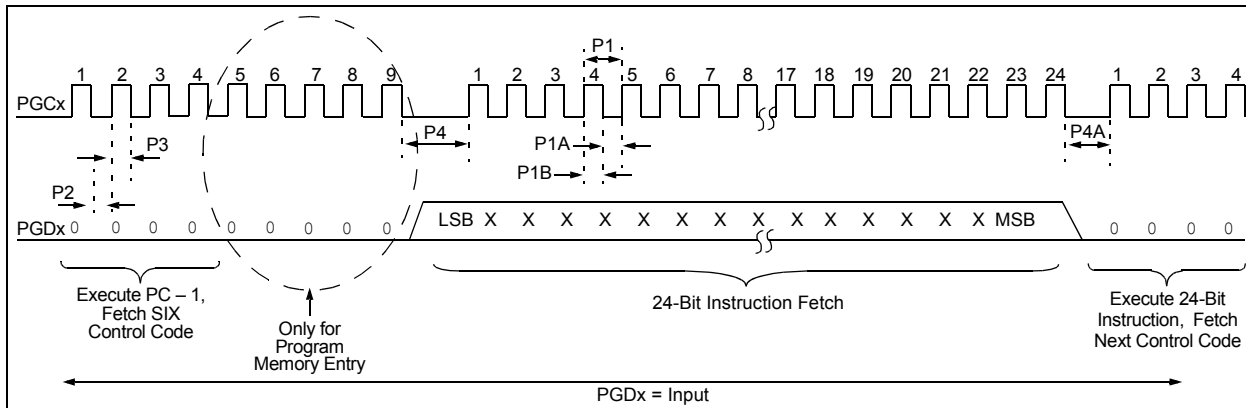 P1
1 2 3 4 5 6 7 8 9 1 2 3 4 5 6 7 8 17 18 19 20 21 22 23 24 1 2 3 4
PGCx
P3 P4 P1A P4A
P2 P1B
PGDx 0 0 0 0 0 0 0 0 0 LSB X X X X X X X X X X X X X X MSB 0 0 0 0
Execute PC – 1,
Fetch SIX
Control Code
Only for
Program
Memory Entry
24-Bit Instruction Fetch
Execute 24-Bit
Instruction, Fetch
Next Control Code
PGDx = Input